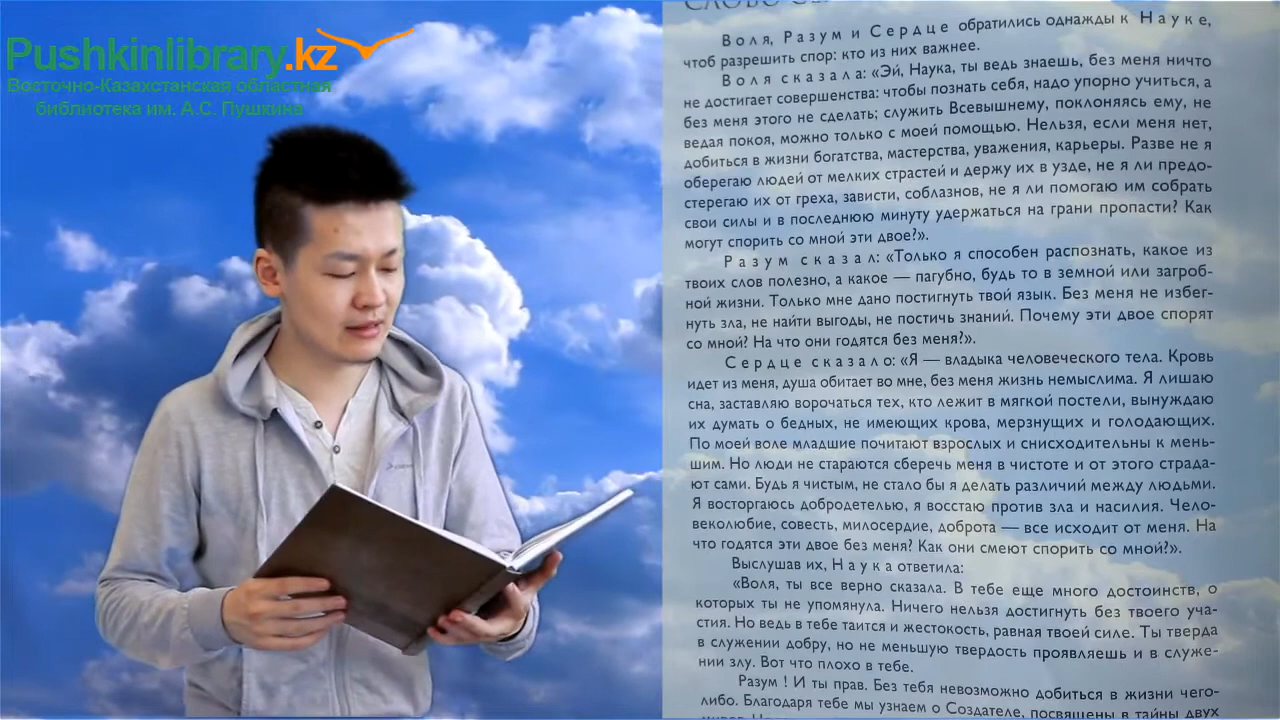 Pushkinlibrary.kz
Восточно-Казахстанская областная
библиотека им. А.С. Пушкина
Воля, Разум и Сердце обратились однажды к Науке,
чтоб разрешить спор: кто из них важнее.
Воля сказала: «Эй, Наука, ты ведь знаешь, без меня ничто
не достигает совершенства: чтобы познать себя, надо упорно учиться, а
без меня этого не сделать; служить Всевышнему, поклоняясь ему, не
ведая покоя, можно только с моей помощью. Нельзя, если меня нет,
добиться в жизни богатства, мастерства, уважения, карьеры. Разве не я
оберегаю людей от мелких страстей и держу их в узде, не я ли предо-
стерегаю их от греха, зависти, соблазнов, не я ли помогаю им собрать
свои силы и в последнюю минуту удержаться на грани пропасти? Как
могут спорить со мной эти двое?».
Разум сказал: «Только я способен распознать, какое из
твоих слов полезно, а какое — пагубно, будь то в земной или загроб-
ной жизни. Только мне дано постигнуть твой язык. Без меня не избег-
нуть зла, не найти выгоды, не постичь знаний. Почему эти двое спорят
со мной? На что они годятся без меня?».
Сердце сказало: «Я — владыка человеческого тела. Кровь
идет из меня, душа обитает во мне, без меня жизнь немыслима. Я лишаю
сна, заставляю ворочаться тех, кто лежит в мягкой постели, вынуждаю
их думать о бедных, не имеющих крова, мерзнущих и голодающих.
По моей воле младшие почитают взрослых и снисходительны к мень-
шим. Но люди не стараются сберечь меня в чистоте и от этого страда-
ют сами. Будь я чистым, не стало бы я делать различий между людьми.
Я восторгаюсь добродетелью, я восстаю против зла и насилия. Чело-
веколюбие, совесть, милосердие, доброта — все исходит от меня. На
что годятся эти двое без меня? Как они смеют спорить со мной?».
Выслушав их, Наука ответила:
«Воля, ты все верно сказала. В тебе еще много достоинств, о
которых ты не упомянула. Ничего нельзя достигнуть без твоего уча-
стия. Но ведь в тебе таится и жестокость, равная твоей силе. Ты тверда
в служении добру, но не меньшую твердость проявляешь и в служе-
нии злу. Вот что плохо в тебе.
Разум ! И ты прав. Без тебя невозможно добиться в жизни чего-
либо. Благодаря тебе мы узнаем о Создателе, посвящены в тайны двух